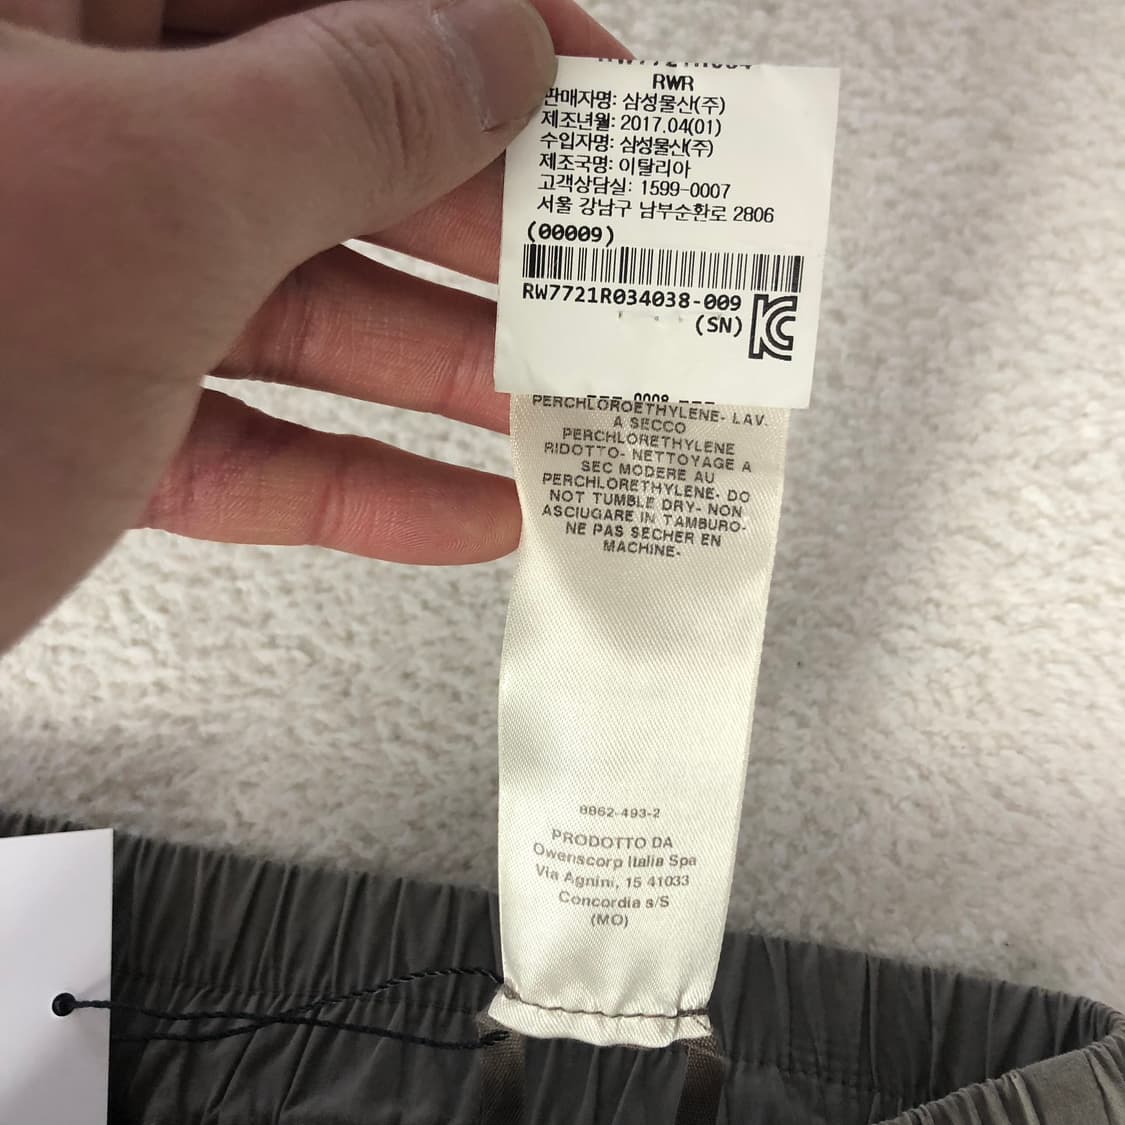 RWR
판매자명: 삼성물산(주)
제조년월: 2017.04(01)
수입자명: 삼성물산(주)
제조국명: 이탈리아
고객상담실: 1599-0007
서울 강남구 남부순환로 2806
(00009)
RW7721R034038-009
(SN)
KC
PERCHLOROETHYLENE- LAV.
A SECCO
PERCHLORETHYLENE
RIDOTTO- NETTOYAGE A
SEC MODERE AU
PERCHLORETHYLENE- DO
NOT TUMBLE DRY- NON
ASCIUGARE IN TAMBURO-
NE PAS SECHER EN
MACHINE-
8862-493-2
PRODOTTO DA
Owenscorp Italia Spa
Via Agnini, 15 41033
Concordia s/S
(MO)